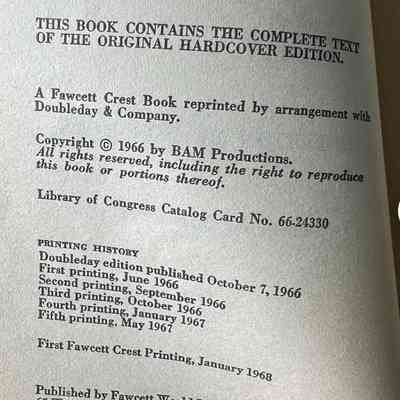 THIS BOOK CONTAINS THE COMPLETE TEXT
OF THE ORIGINAL HARDCOVER EDITION.
A Fawcett Crest Book reprinted by arrangement with
Doubleday & Company.
Copyright © 1966 by BAM Productions.
All rights reserved, including the right to reproduce
this book or portions thereof.
Library of Congress Catalog Card No. 66-24330
PRINTING HISTORY
Doubleday edition published October 7, 1966
First printing, June 1966
Second printing, September 1966
Third printing, October 1966
Fourth printing, January 1967
Fifth printing, May 1967
First Fawcett Crest Printing, January 1968
Published by Fawcett